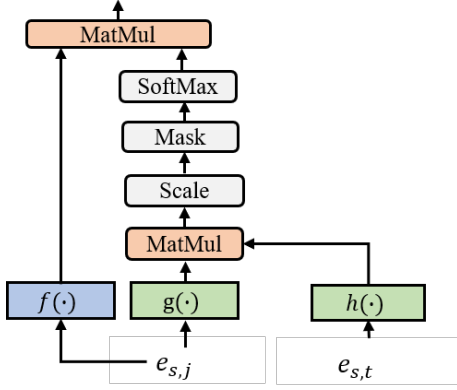 MatMul
SoftMax
Mask
Scale
MatMul
f(·) g(·) h(·)
e_{s,j} e_{s,t}